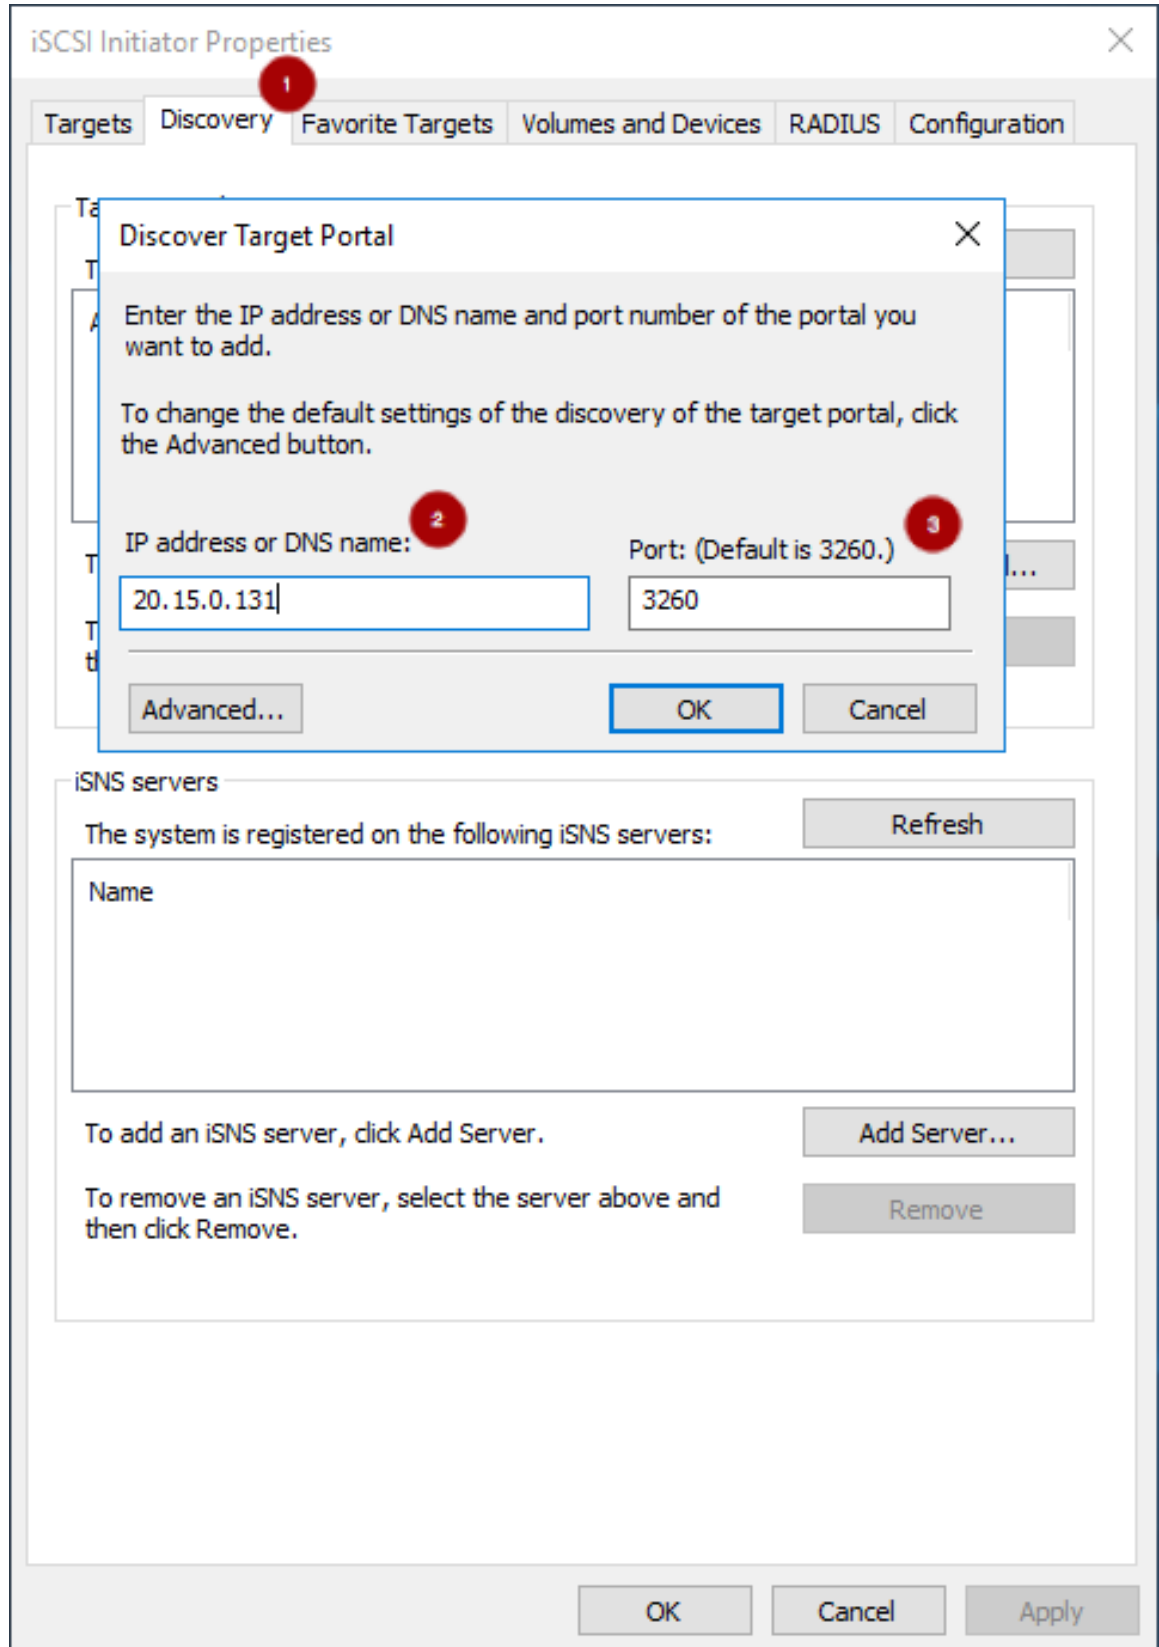 iSCSI Initiator Properties
1
Targets Discovery Favorite Targets Volumes and Devices RADIUS Configuration
Discover Target Portal
Enter the IP address or DNS name and port number of the portal you
want to add.
To change the default settings of the discovery of the target portal, click
the Advanced button.
2 3
IP address or DNS name: Port: (Default is 3260.)
20.15.0.131 3260
Advanced... OK Cancel
iSNS servers
The system is registered on the following iSNS servers: Refresh
Name
To add an iSNS server, click Add Server. Add Server...
To remove an iSNS server, select the server above and
then click Remove.
Remove
OK Cancel Apply